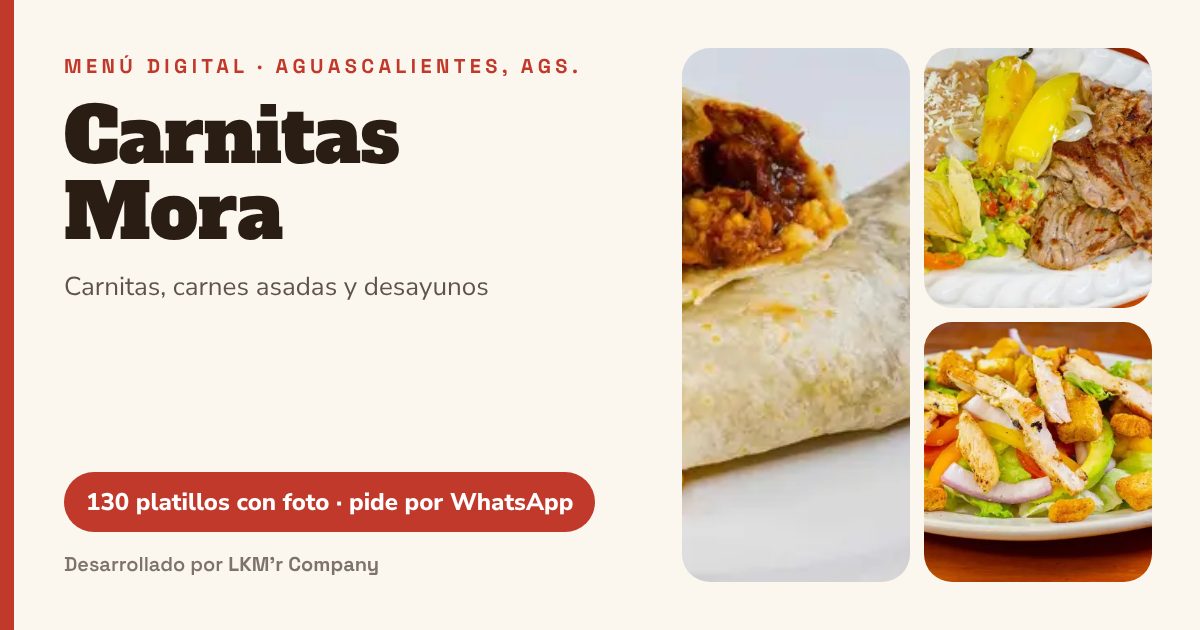 MENÚ DIGITAL · AGUASCALIENTES, AGS.
Carnitas
Mora
Carnitas, carnes asadas y desayunos
130 platillos con foto · pide por WhatsApp
Desarrollado por LKM’r Company